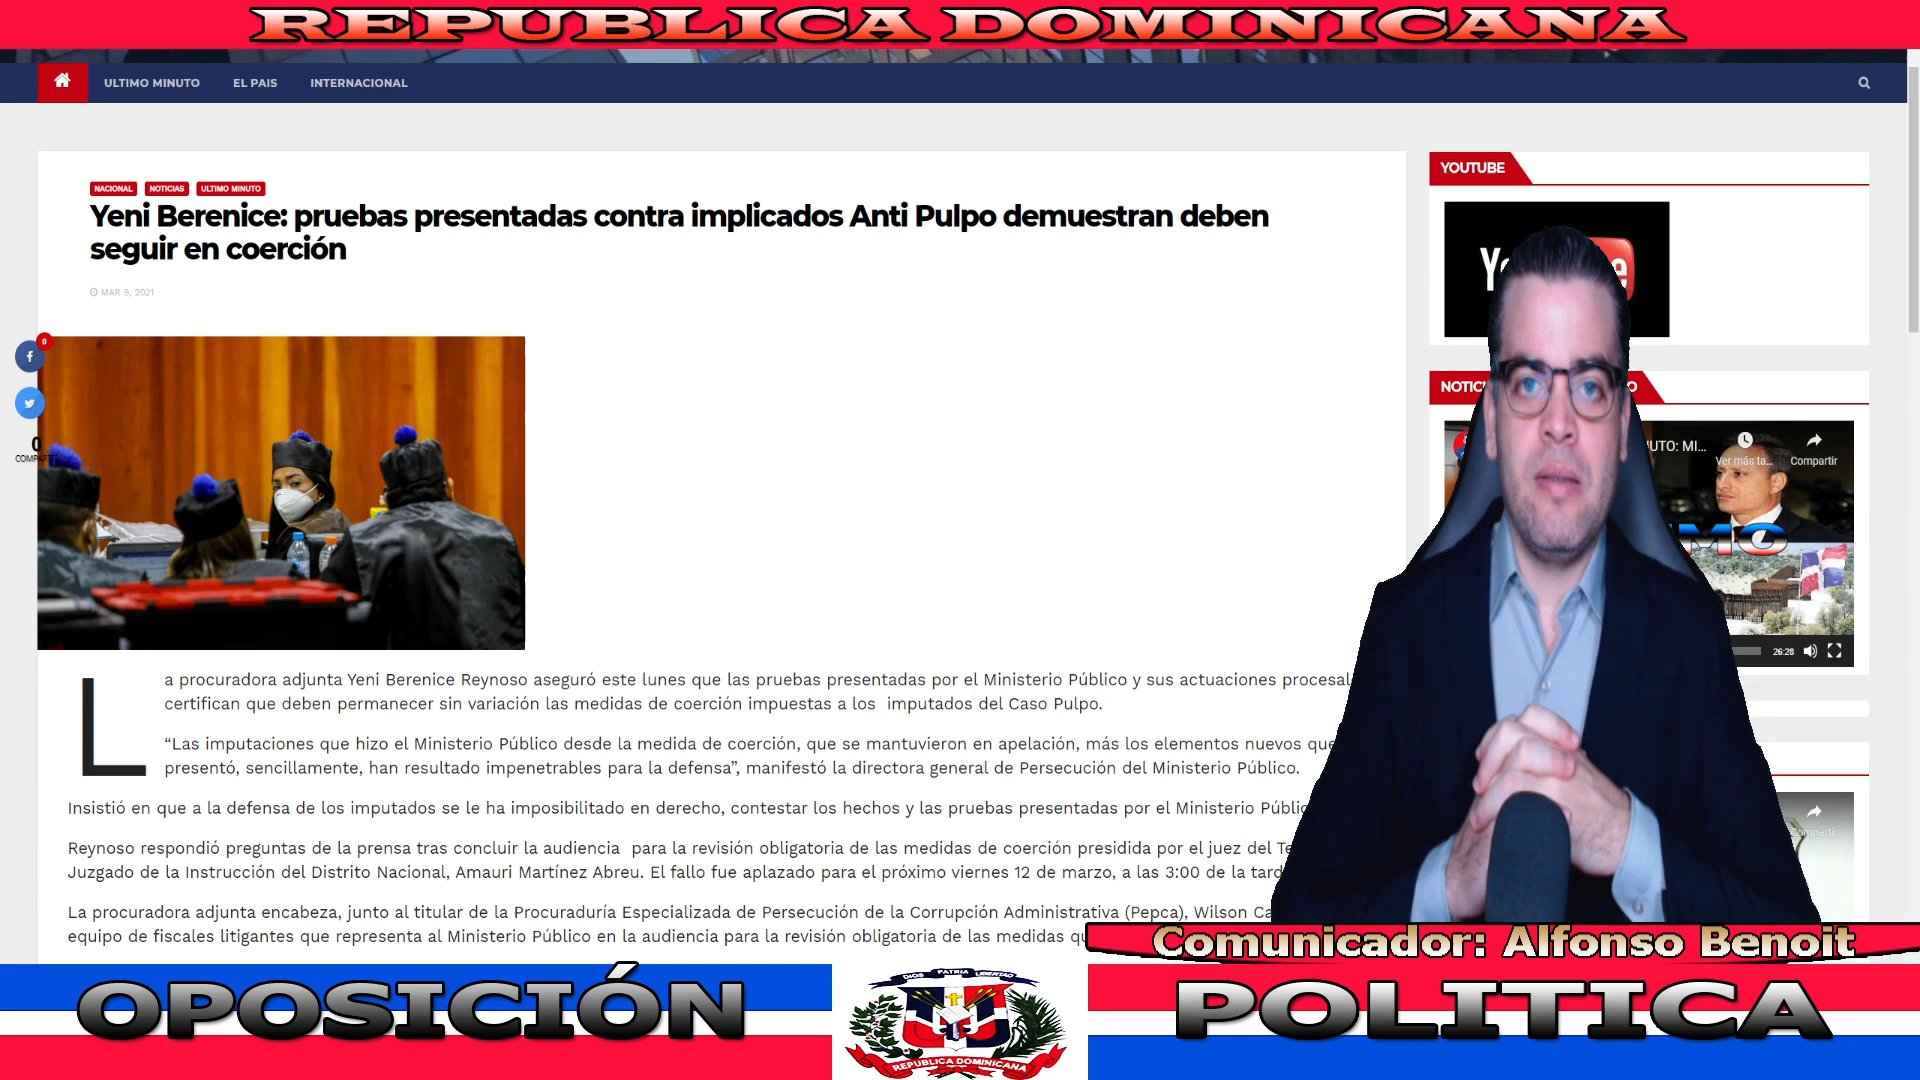 REPUBLICA DOMINICANA
ULTIMO MINUTO
EL PAIS
INTERNACIONAL
NACIONAL
NOTICIAS
ULTIMO MINUTO
Yeni Berenice: pruebas presentadas contra implicados Anti Pulpo demuestran deben
seguir en coerción
MAR 9, 2021
0
0
La procuradora adjunta Yeni Berenice Reynoso aseguró este lunes que las pruebas presentadas por el Ministerio Público y sus actuaciones
certifican que deben permanecer sin variación las medidas de coerción impuestas a los imputados del Caso Pulpo.
“Las imputaciones que hizo el Ministerio Público desde la medida de coerción, que se mantuvieron en apelación, más los elementos nuevos que
presentó, sencillamente, han resultado impenetrables para la defensa”, manifestó la directora general de Persecución del Ministerio Público.
Insistió en que a la defensa de los imputados se le ha imposibilitado en derecho, contestar los hechos y las pruebas presentadas por el Ministerio
Reynoso respondió preguntas de la prensa tras concluir la audiencia para la revisión obligatoria de las medidas de coerción presidida por el juez del
Juzgado de la Instrucción del Distrito Nacional, Amauri Martínez Abreu. El fallo fue aplazado para el próximo viernes 12 de marzo, a las 3:00 de la
La procuradora adjunta encabeza, junto al titular de la Procuraduría Especializada de Persecución de la Corrupción Administrativa (Pepca), Wilson
equipo de fiscales litigantes que representa al Ministerio Público en la audiencia para la revisión obligatoria de las medidas
YOUTUBE
MI...
Ver más ta...
Compartir
26:28
Compartir
Comunicador: Alfonso Benoit
OPOSICIÓN
DIOS PATRIA LIBERTAD
REPUBLICA DOMINICANA
POLITICA